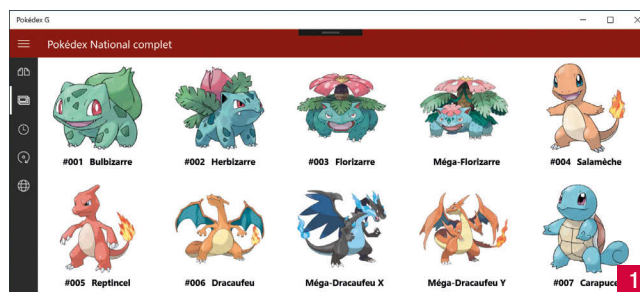 Pokédex G
Pokédex National complet
#001 Bulbizarre
#002 Herbizarre
#003 Florizarre
Méga-Florizarre
#004 Salamèche
#005 Reptincel
#006 Dracaufeu
Méga-Dracaufeu X
Méga-Dracaufeu Y
#007 Carapuce
1